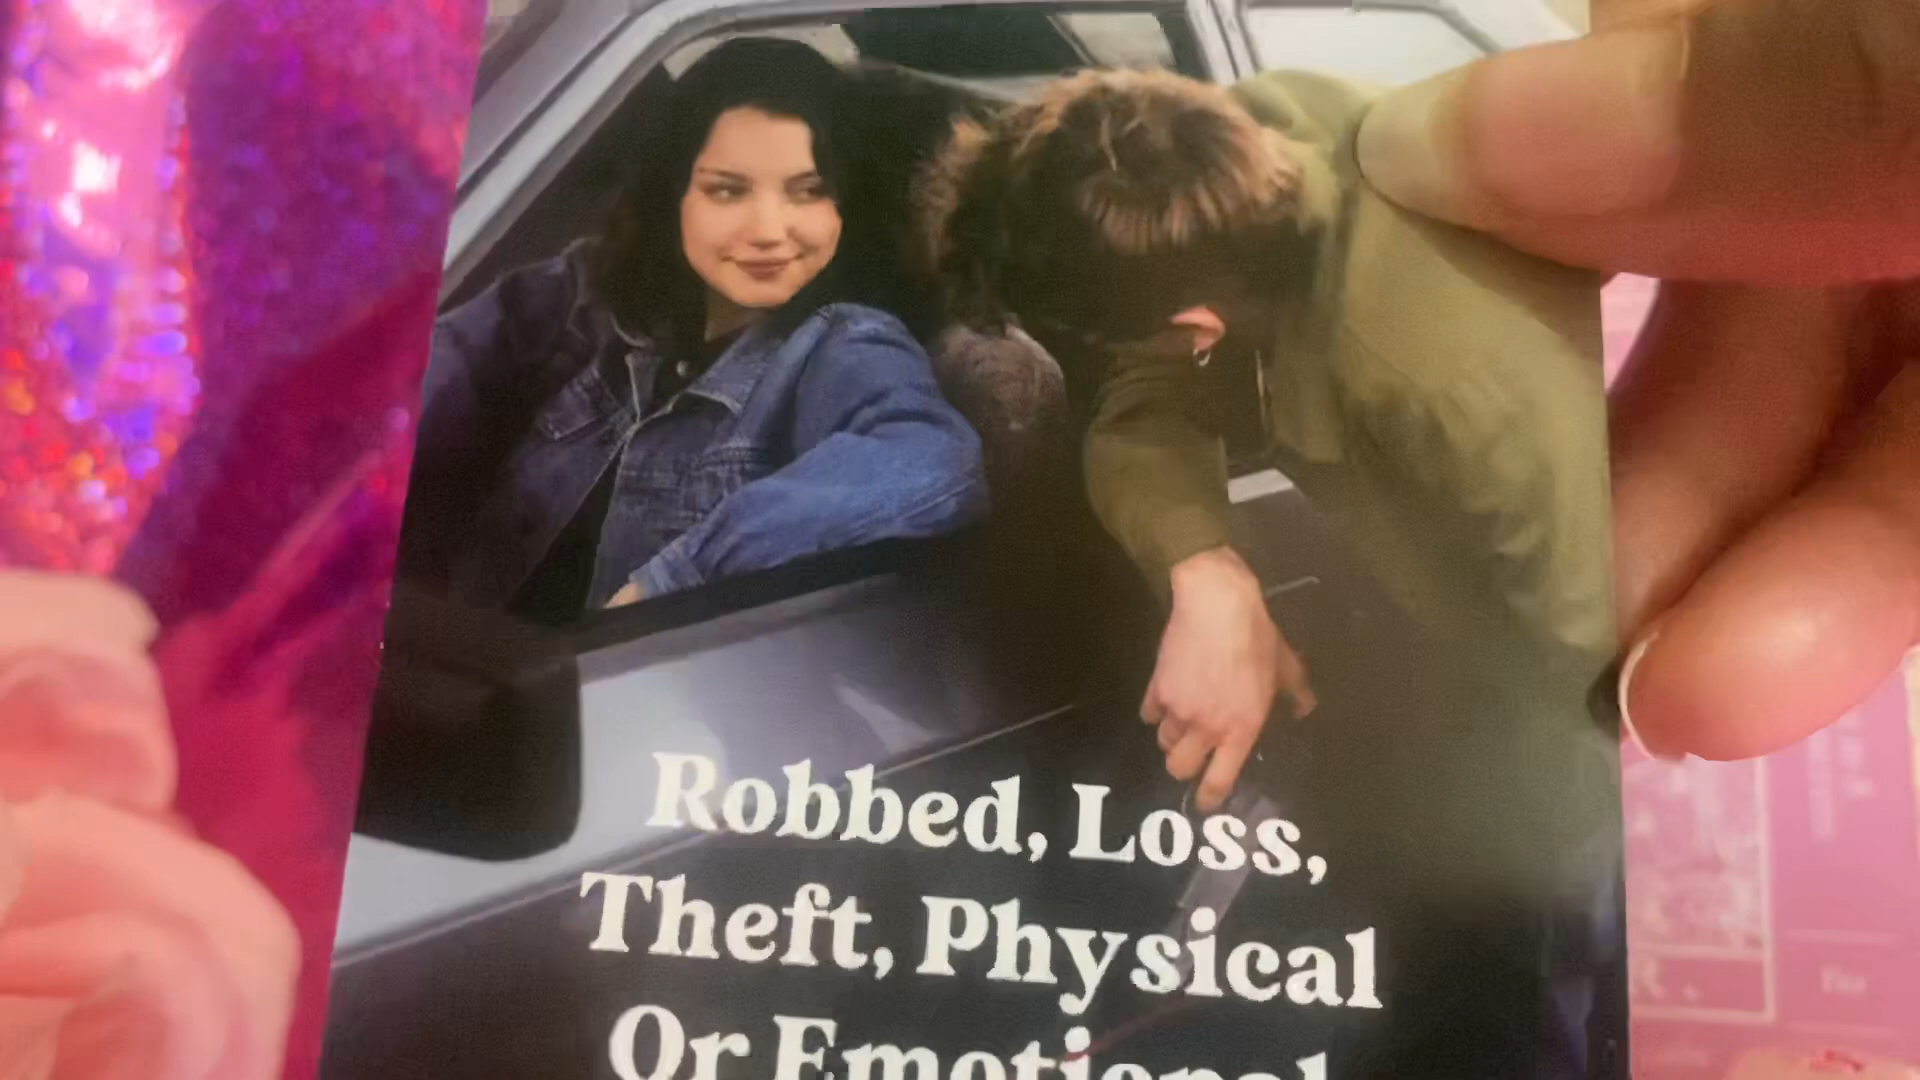 Robbed, Loss,
Theft, Physical
Or Emotional